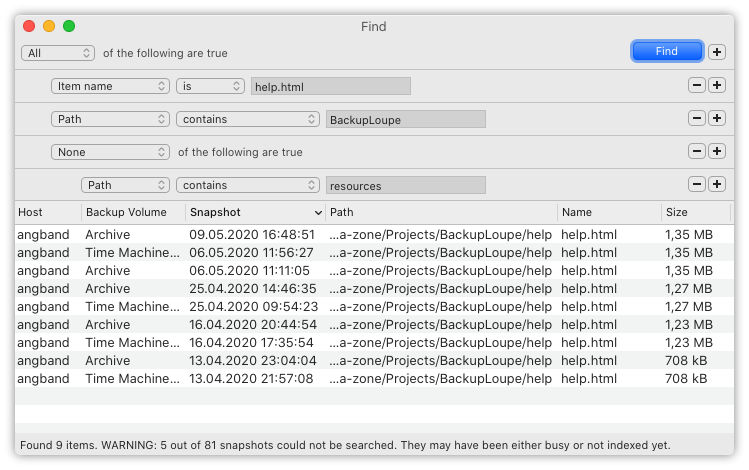 Find
All of the following are true Find
Item name is help.html
Path contains BackupLoupe
None of the following are true
Path contains resources
Host Backup Volume Snapshot Path Name Size
angband Archive 09.05.2020 16:48:51 ...a-zone/Projects/BackupLoupe/help help.html 1,35 MB
angband Time Machine... 06.05.2020 11:56:27 ...a-zone/Projects/BackupLoupe/help help.html 1,35 MB
angband Archive 06.05.2020 11:11:05 ...a-zone/Projects/BackupLoupe/help help.html 1,35 MB
angband Archive 25.04.2020 14:46:35 ...a-zone/Projects/BackupLoupe/help help.html 1,27 MB
angband Time Machine... 25.04.2020 09:54:23 ...a-zone/Projects/BackupLoupe/help help.html 1,27 MB
angband Archive 16.04.2020 20:44:54 ...a-zone/Projects/BackupLoupe/help help.html 1,23 MB
angband Time Machine... 16.04.2020 17:35:54 ...a-zone/Projects/BackupLoupe/help help.html 1,23 MB
angband Archive 13.04.2020 23:04:04 ...a-zone/Projects/BackupLoupe/help help.html 708 kB
angband Time Machine... 13.04.2020 21:57:08 ...a-zone/Projects/BackupLoupe/help help.html 708 kB
Found 9 items. WARNING: 5 out of 81 snapshots could not be searched. They may have been either busy or not indexed yet.